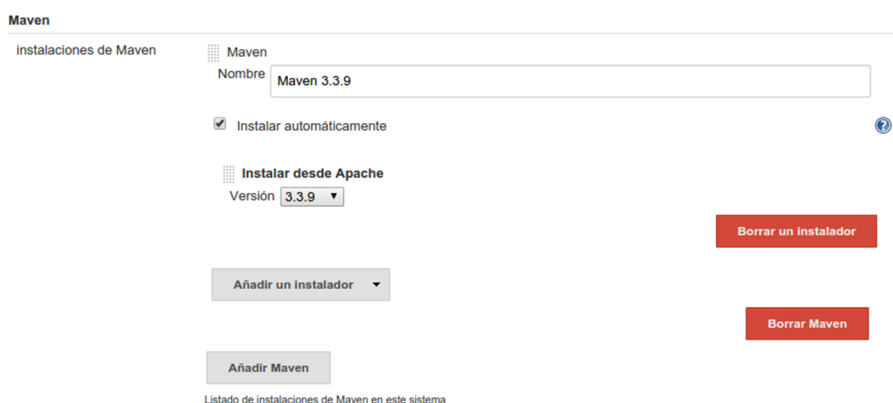 Maven
instalaciones de Maven
Maven
Nombre
Maven 3.3.9
Instalar automáticamente
Instalar desde Apache
Versión 3.3.9
Borrar un instalador
Añadir un instalador
Borrar Maven
Añadir Maven
Listado de instalaciones de Maven en este sistema